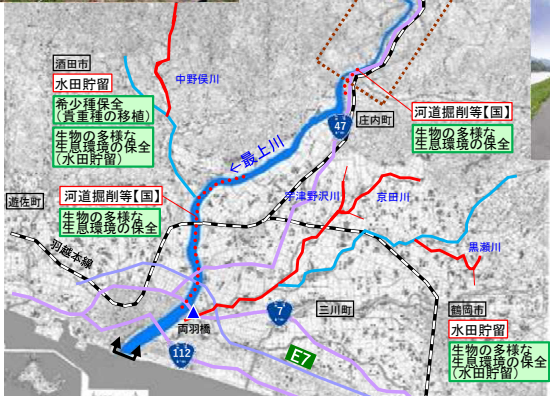 酒田市
水田貯留
希少種保全
(貴重種の移植)
生物の多様な
生息環境の保全
(水田貯留)
中野俣川
河道掘削等【国】
生物の多様な
生息環境の保全
47
庄内町
←最上川
遊佐町
河道掘削等【国】
生物の多様な
生息環境の保全
宇津野沢川
京田川
黒瀬川
羽越本線
両羽橋
7
三川町
112
E7
鶴岡市
水田貯留
生物の多様な
生息環境の保全
(水田貯留)